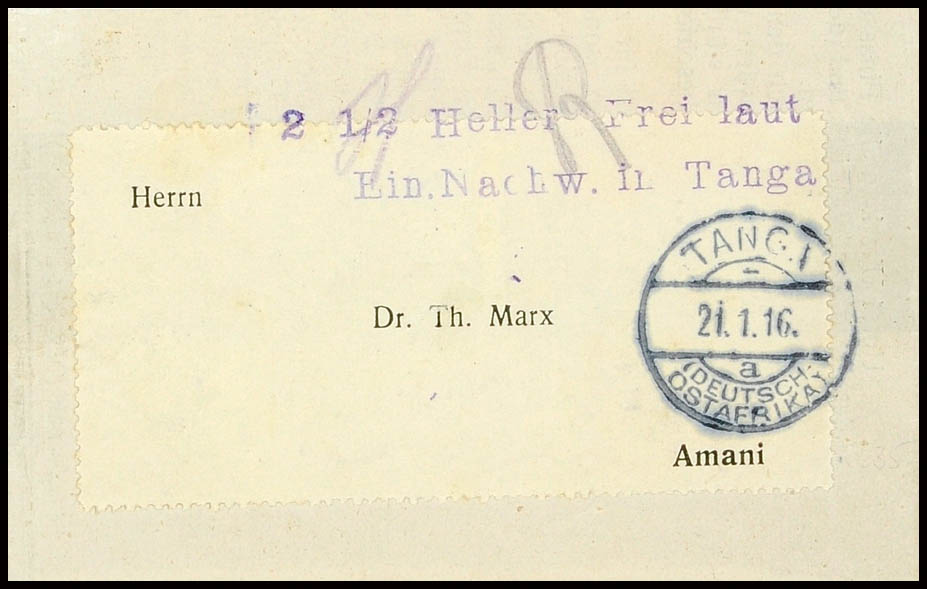 2 1/2 Heller Frei laut
Ein. Nachw. in Tanga
Herrn
Dr. Th. Marx
TANGA
21.1.16.
a
(DEUTSCH-
OSTAFRIKA)
Amani